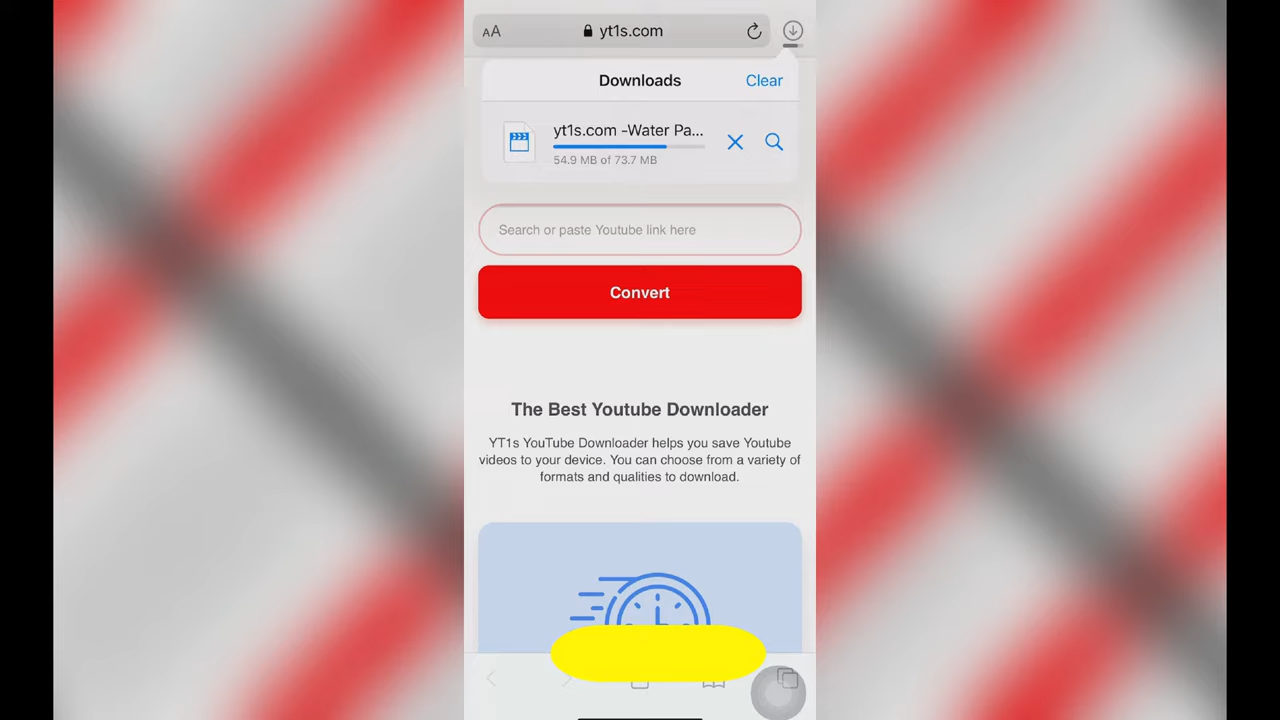 AA yt1s.com
Downloads Clear
yt1s.com -Water Pa...
54.9 MB of 73.7 MB
Search or paste Youtube link here
Convert
The Best Youtube Downloader
YT1s YouTube Downloader helps you save Youtube
videos to your device. You can choose from a variety of
formats and qualities to download.